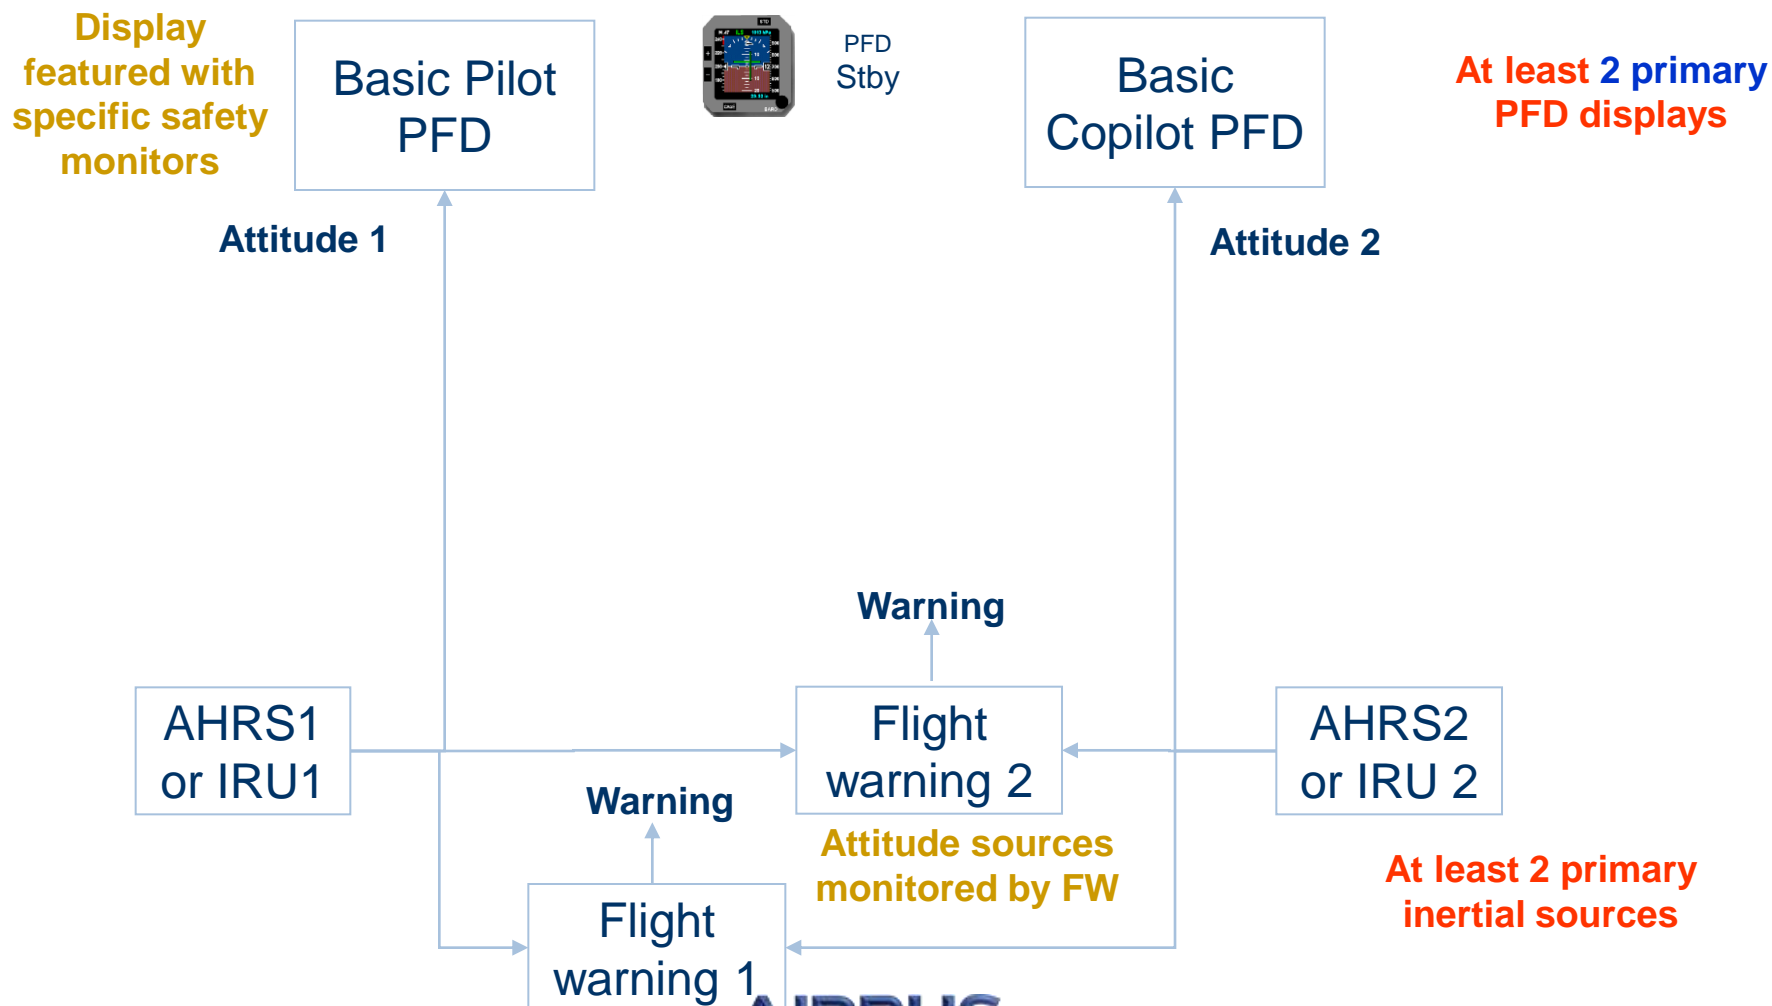 Display
featured with
specific safety
monitors
Basic Pilot
PFD
PFD
Stby
Basic
Copilot PFD
At least 2 primary
PFD displays
Attitude 1
Attitude 2
Warning
AHRS1
or IRU1
Flight
warning 2
AHRS2
or IRU 2
Warning
Attitude sources
monitored by FW
At least 2 primary
inertial sources
Flight
warning 1
AIRBUS